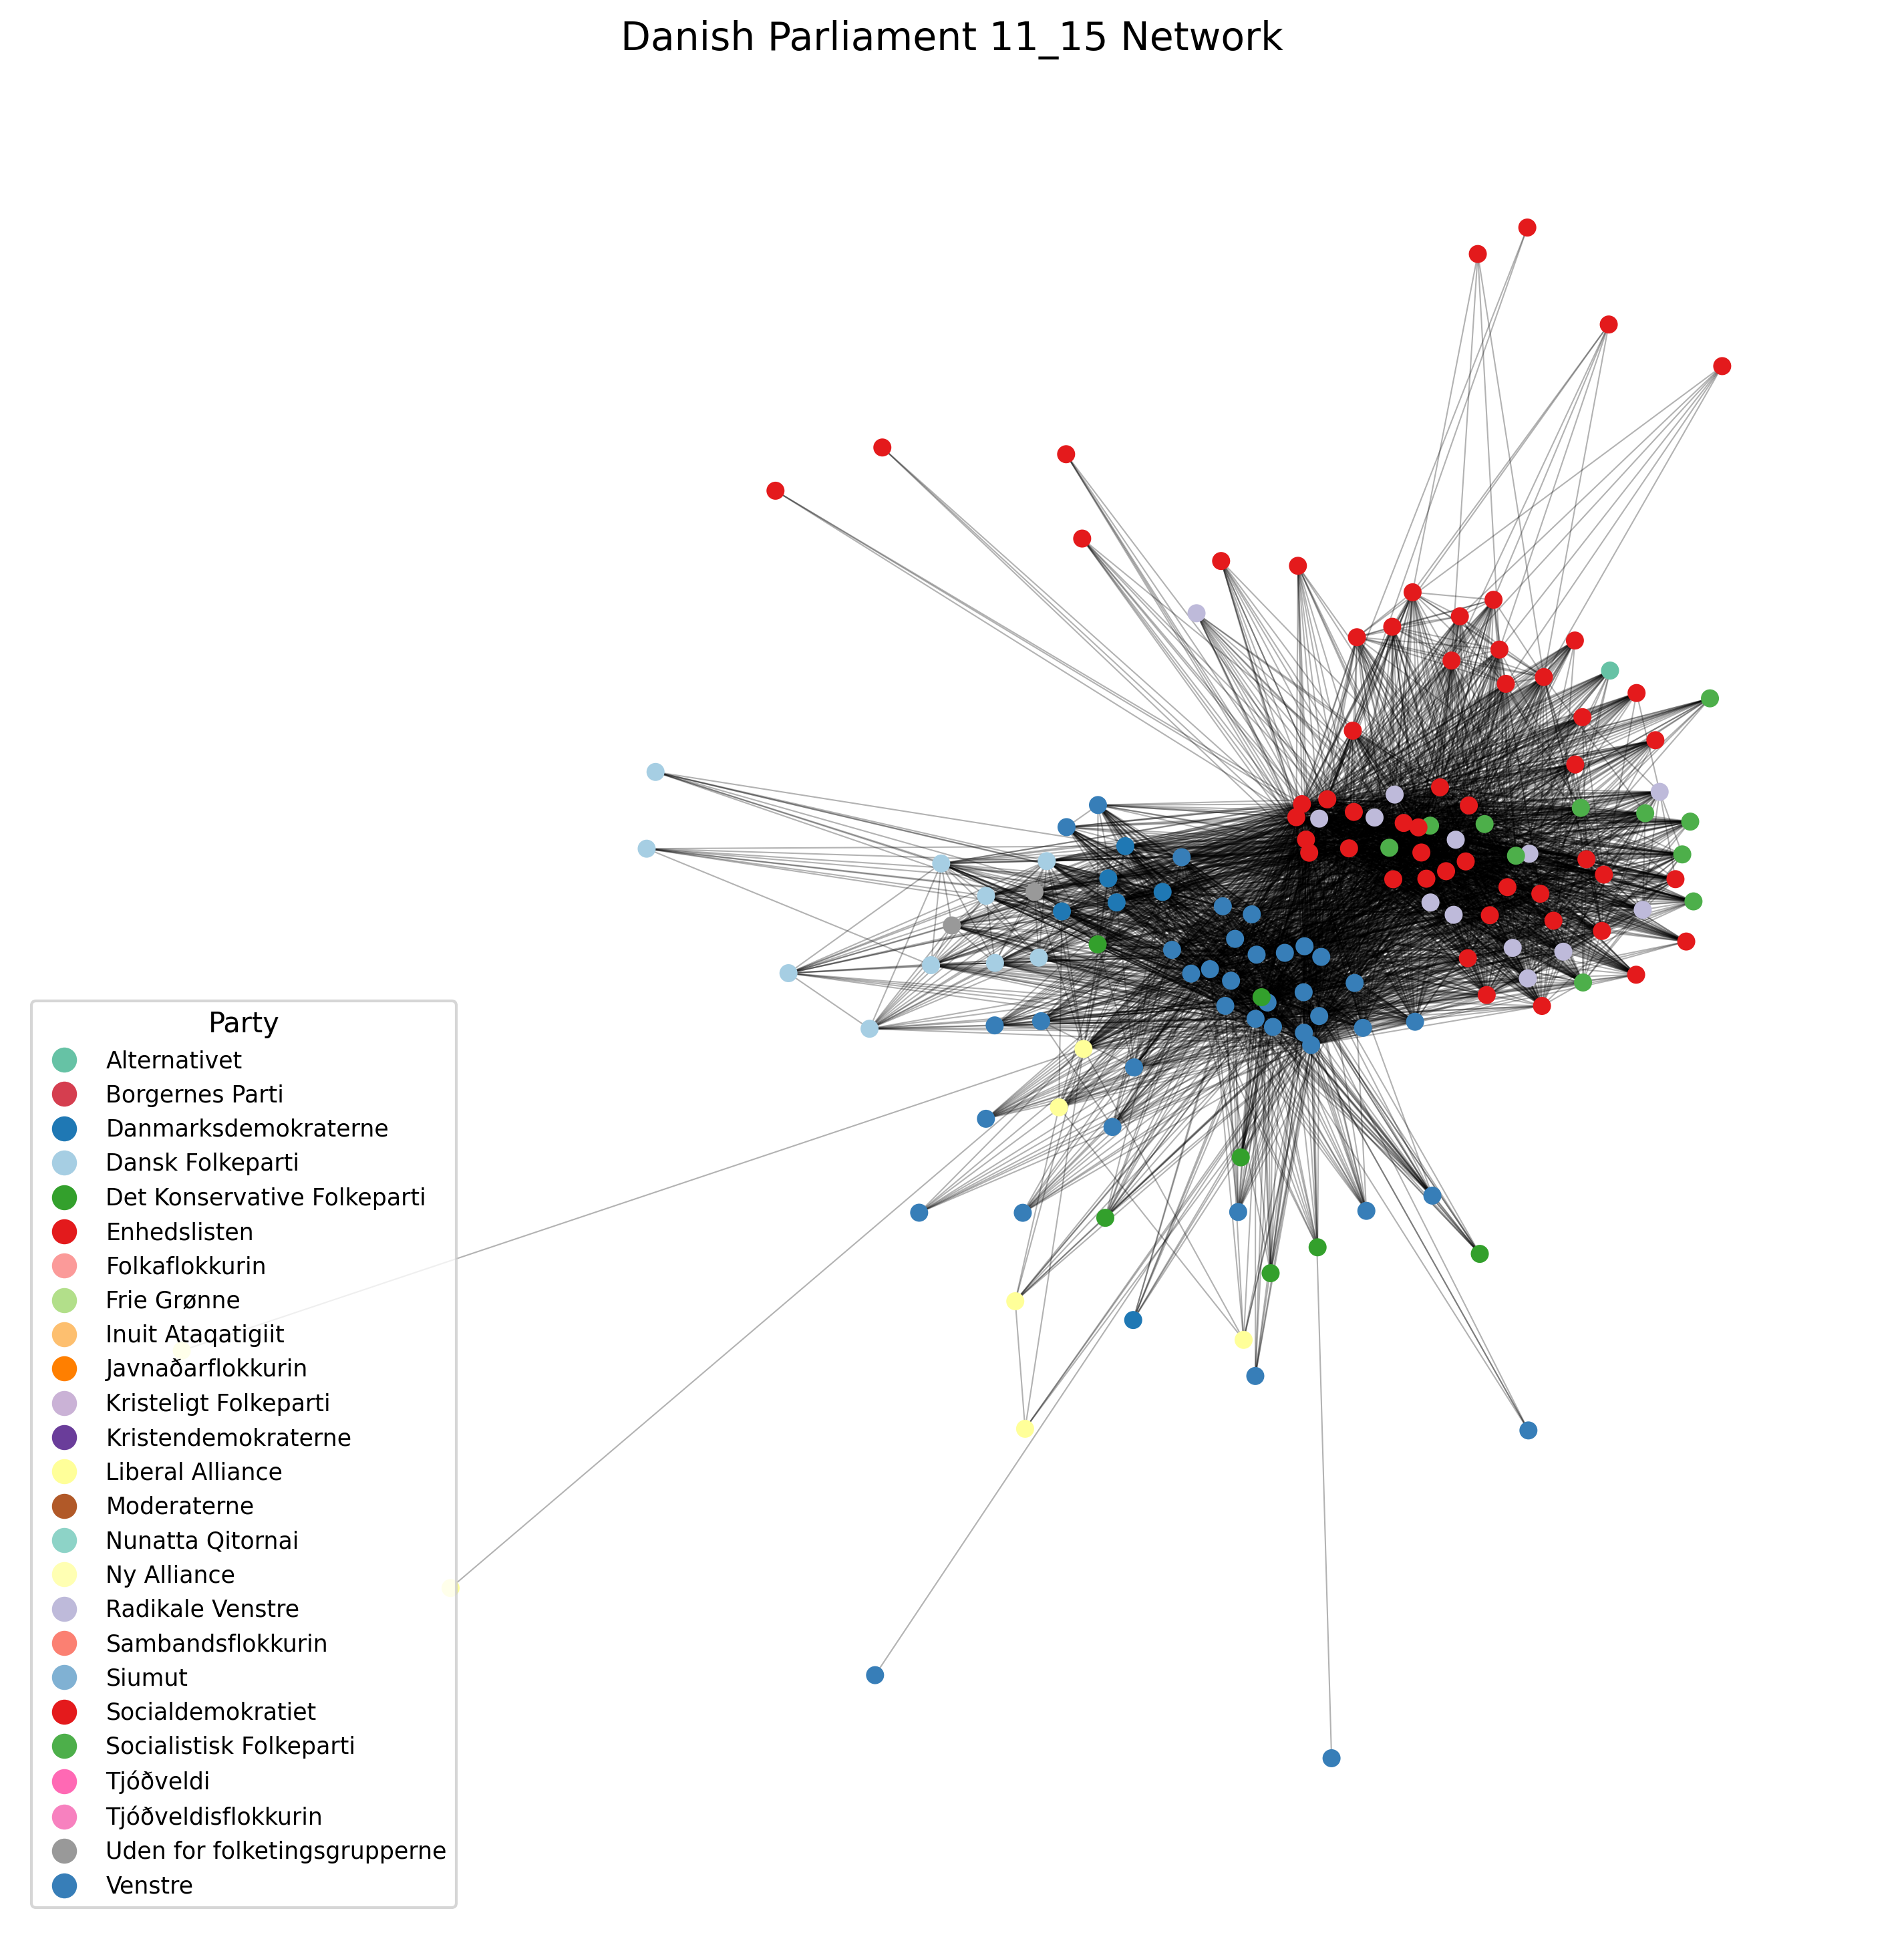 Danish Parliament 11_15 Network
Party
Alternativet
Borgernes Parti
Danmarksdemokraterne
Dansk Folkeparti
Det Konservative Folkeparti
Enhedslisten
Folkaflokkurin
Frie Grønne
Inuit Ataqatigiit
Javnaðarflokkurin
Kristeligt Folkeparti
Kristendemokraterne
Liberal Alliance
Moderaterne
Nunatta Qitornai
Ny Alliance
Radikale Venstre
Sambandsflokkurin
Siumut
Socialdemokratiet
Socialistisk Folkeparti
Tjóðveldi
Tjóðveldisflokkurin
Uden for folketingsgrupperne
Venstre